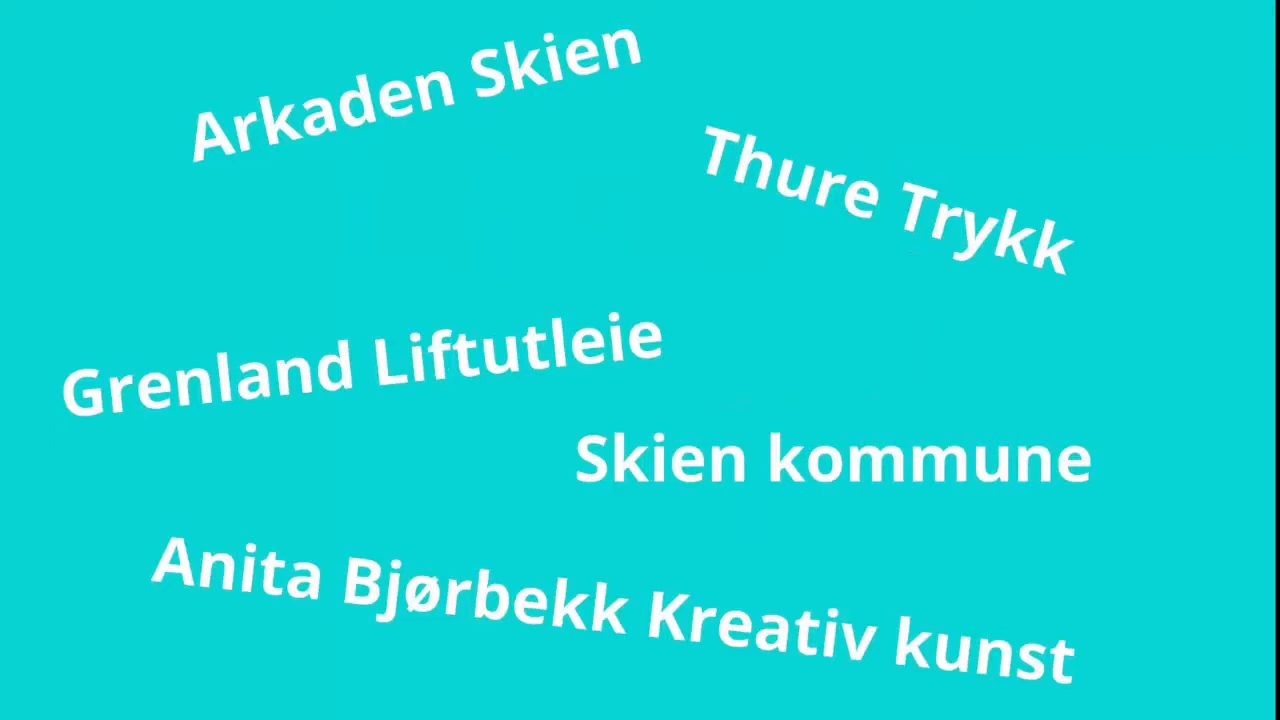 Arkaden Skien
Thure Trykk
Grenland Liftutleie
Skien kommune
Anita Bjørbekk Kreativ kunst